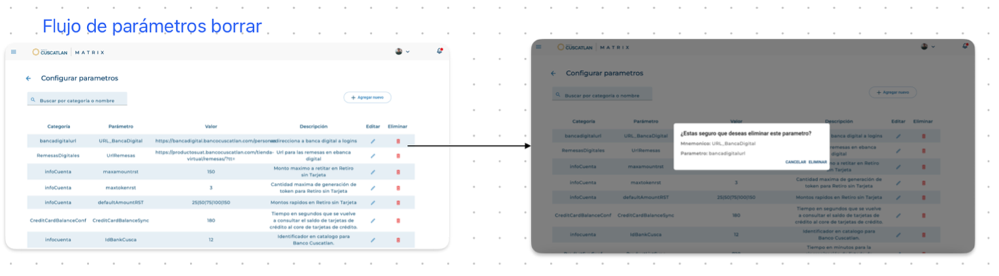 Flujo de parámetros borrar
CUSCATLAN | MATRIX
Configurar parametros
Buscar por categoría o nombre
+ Agregar nuevo
Categoría Parámetro Valor Descripción Editar Eliminar
bancadigitalurl URL_BancaDigital https://bancadigital.bancocuscatlan.com/personas redirecciona a banca digital a logins
RemesasDigitales UrlRemesas https://productosuat.bancocuscatlan.com/tienda-virtual/remesas/?tt= Url para las remesas en ebanca digital
infoCuenta maxamountrst 150 Monto maximo a retitar en Retiro sin Tarjeta
infoCuenta maxtokenrst 3 Cantidad maxima de generación de token para Retiro sin Tarjeta
infoCuenta defaultAmountRST 25|50|75|100|150 Montos rapidos en Retiro sin Tarjeta
CreditCardBalanceConf CreditCardBalanceSync 180 Tiempo en segundos que se vuelve a consultar el saldo de tarjetas de crédito al core de tarjetas de crédito.
infocuenta IdBankCusca 12 Identificador en catalogo para Banco Cuscatlan.
CUSCATLAN | MATRIX
Configurar parametros
Buscar por categoría o nombre
+ Agregar nuevo
Categoría Parámetro Valor Descripción Editar Eliminar
bancadigitalurl URL_BancaDigital banca digital a logins
RemesasDigitales UrlRemesas remesas en ebanca digital
infoCuenta maxamountrst a retitar en Retiro sin Tarjeta
infoCuenta maxtokenrst 3 Cantidad maxima de generación de token para Retiro sin Tarjeta
infoCuenta defaultAmountRST 25|50|75|100|150 Montos rapidos en Retiro sin Tarjeta
CreditCardBalanceConf CreditCardBalanceSync 180 Tiempo en segundos que se vuelve a consultar el saldo de tarjetas de crédito al core de tarjetas de crédito.
infocuenta IdBankCusca 12 Identificador en catalogo para Banco Cuscatlan.
Tiempo en minutos para la
¿Estas seguro que deseas eliminar este parametro?
Mnemonico: URL_BancaDigital
Parametro: bancadigitalurl
CANCELAR ELIMINAR